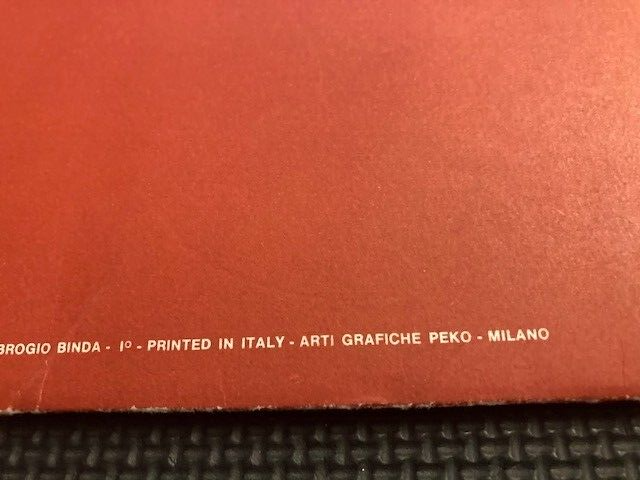 BROGIO BINDA - 1° - PRINTED IN ITALY - ARTI GRAFICHE PEKO - MILANO